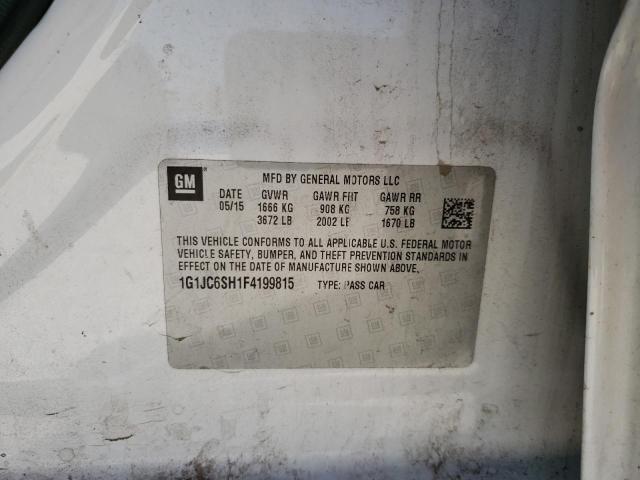 GM
MFD BY GENERAL MOTORS LLC
DATE GVWR GAWR FRT GAWR RR
05/15 1666 KG 908 KG 758 KG
3672 LB 2002 LB 1670 LB
THIS VEHICLE CONFORMS TO ALL APPLICABLE U.S. FEDERAL MOTOR
VEHICLE SAFETY, BUMPER, AND THEFT PREVENTION STANDARDS IN
EFFECT ON THE DATE OF MANUFACTURE SHOWN ABOVE.
1G1JC6SH1F4199815 TYPE: PASS CAR